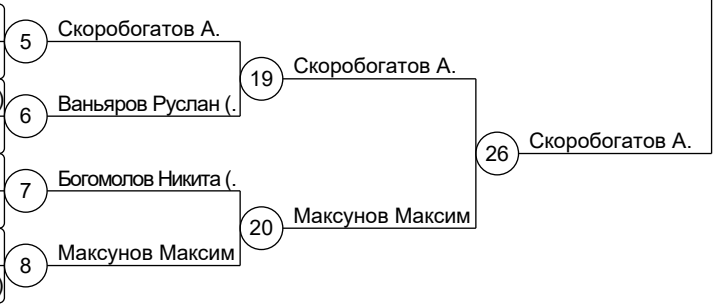 5 Скоробогатов А.
19 Скоробогатов А.
6 Ваньяров Руслан (.
26 Скоробогатов А.
7 Богомолов Никита (.
20 Максунов Максим
8 Максунов Максим